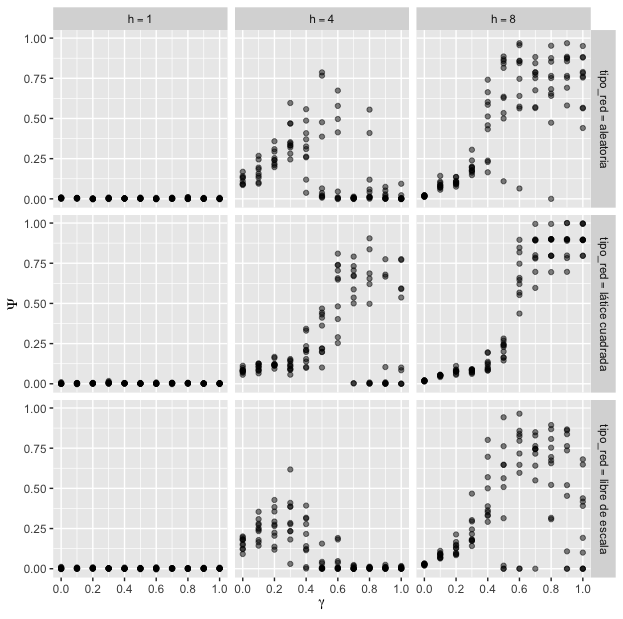 h = 1
h = 4
h = 8
1.00
0.75
0.50
0.25
0.00
tipo_red = aleatoria
1.00
0.75
0.50
0.25
0.00
tipo_red = látice cuadrada
Ψ
1.00
0.75
0.50
0.25
0.00
tipo_red = libre de escala
0.0 0.2 0.4 0.6 0.8 1.0
0.0 0.2 0.4 0.6 0.8 1.0
0.0 0.2 0.4 0.6 0.8 1.0
γ